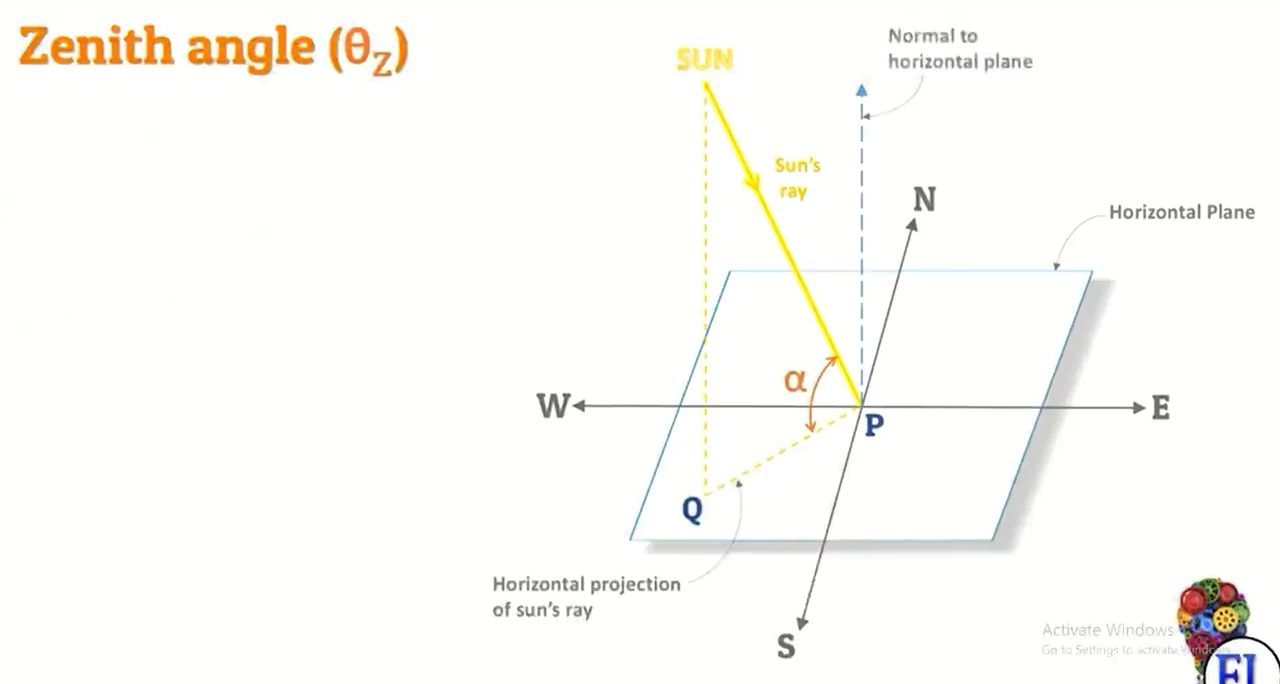 Zenith angle (θz)
SUN
Normal to
horizontal plane
Sun's
ray
N
Horizontal Plane
α
W
E
P
Q
Horizontal projection
of sun's ray
S
Activate Windows
Go to Settings to activate Windows.
EI